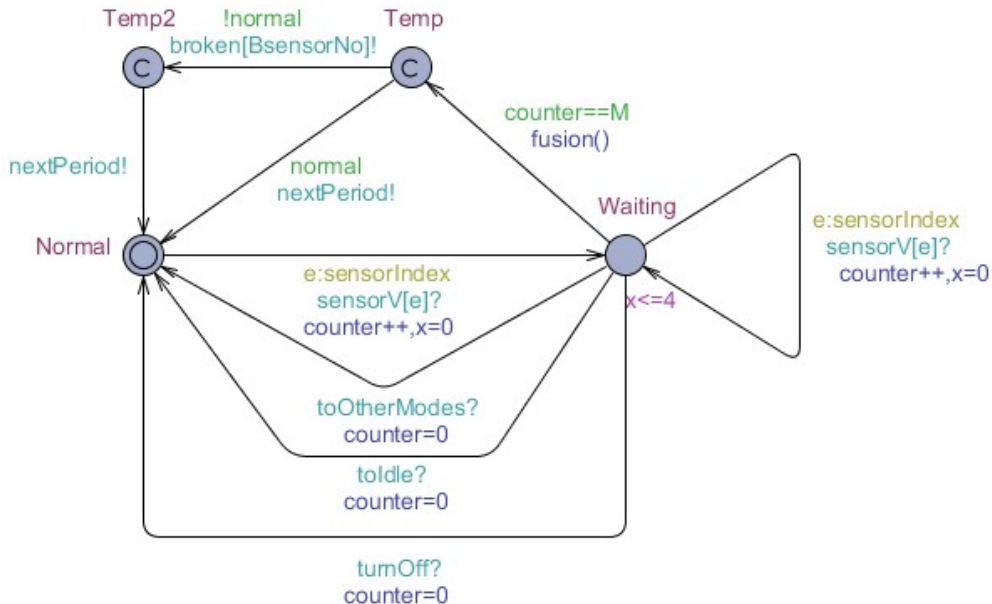 Temp2
!normal
Temp
broken[BsensorNo]!
C
C
counter==M
fusion()
nextPeriod!
normal
nextPeriod!
Waiting
e:sensorIndex
sensorV[e]?
counter++,x=0
Normal
e:sensorIndex
sensorV[e]?
counter++,x=0
x<=4
toOtherModes?
counter=0
toIdle?
counter=0
turnOff?
counter=0